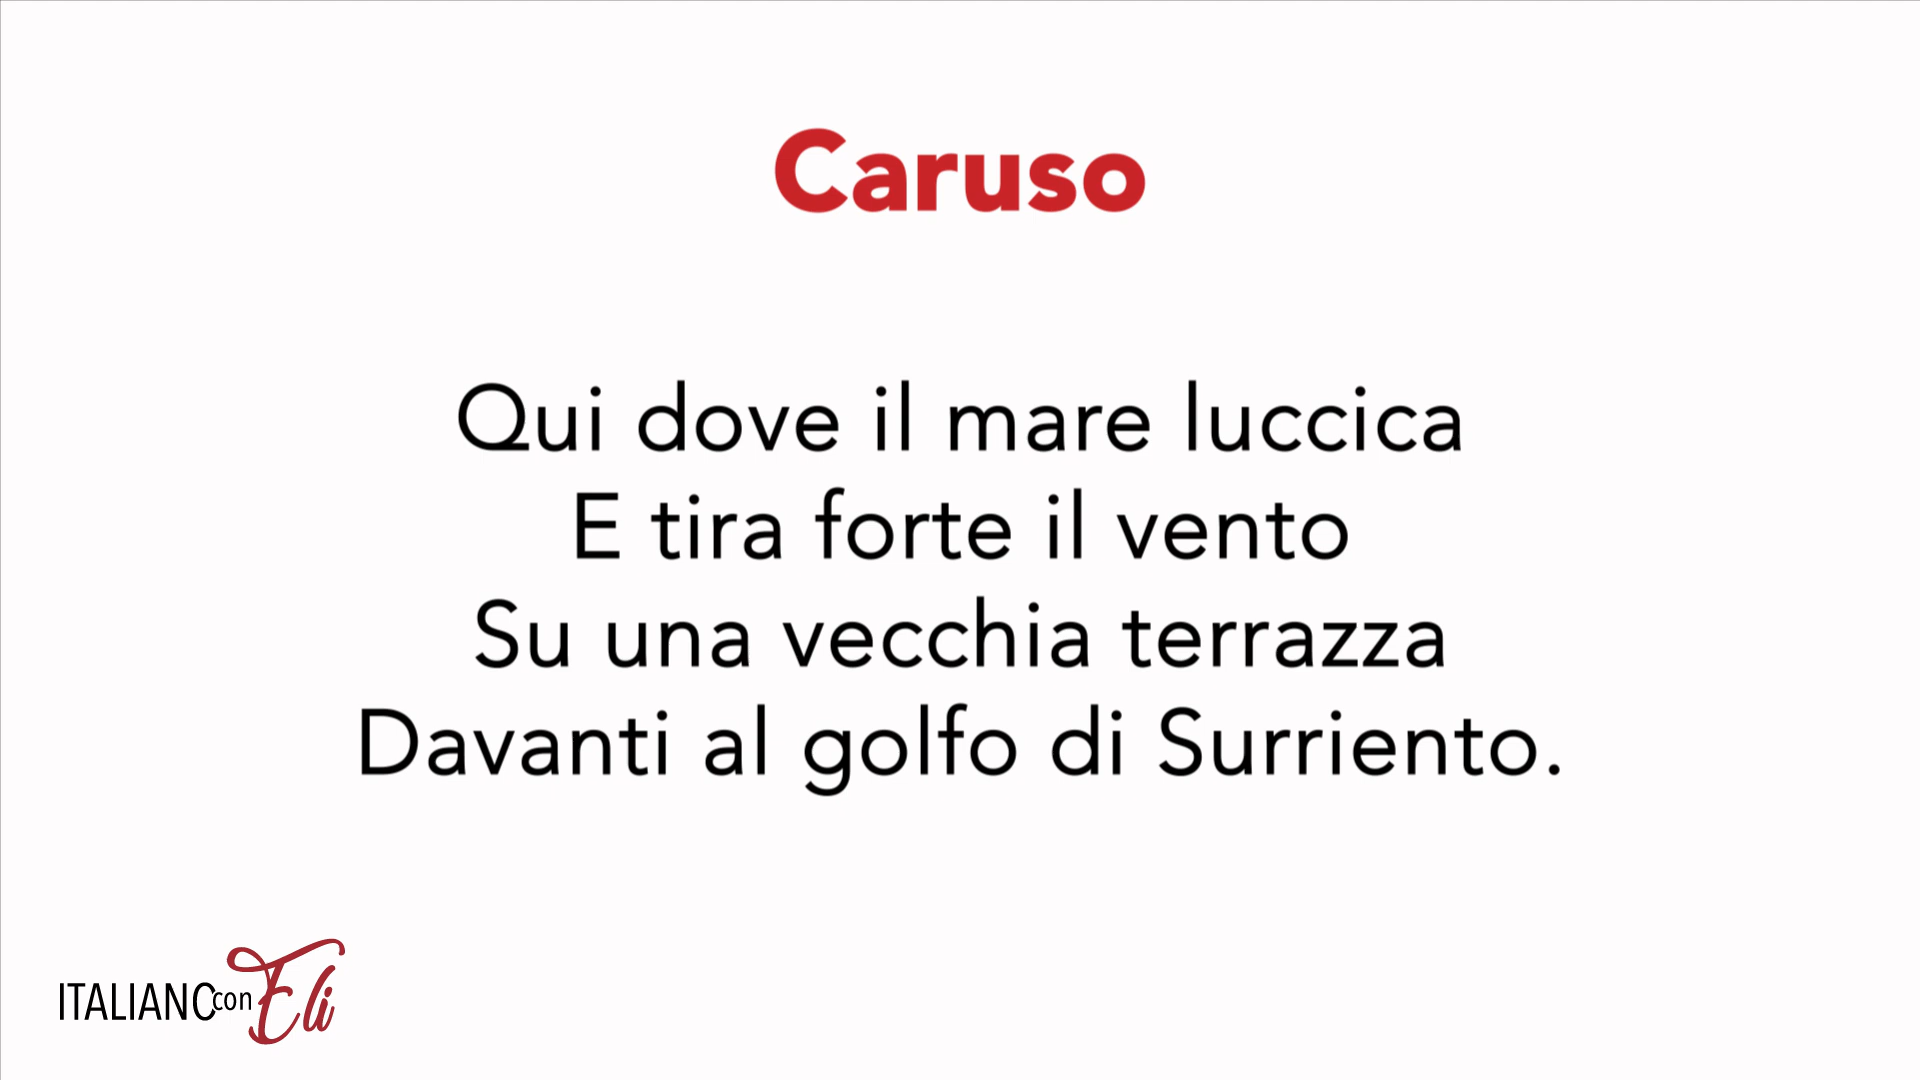 Caruso
Qui dove il mare luccica
E tira forte il vento
Su una vecchia terrazza
Davanti al golfo di Surriento.
ITALIANO con Eli